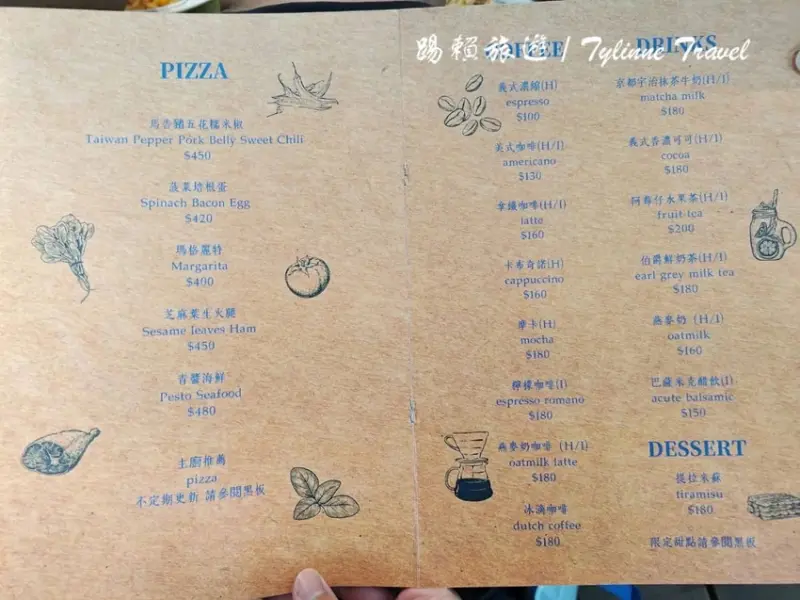 踢賴旅遊 / Tylinne Travel
PIZZA
馬告豬五花糯米椒
Taiwan Pepper Pork Belly Sweet Chili
$450
菠菜培根蛋
Spinach Bacon Egg
$420
瑪格麗特
Margarita
$400
芝麻葉生火腿
Sesame leaves Ham
$450
青醬海鮮
Pesto Seafood
$480
主廚推薦
pizza
不定期更新 請參閱黑板
COFFEE
義式濃縮(H)
espresso
$100
美式咖啡(H/I)
americano
$130
拿鐵咖啡(H/I)
latte
$160
卡布奇諾(H)
cappuccino
$160
摩卡(H)
mocha
$180
檸檬咖啡(I)
espresso romano
$180
燕麥奶咖啡 (H/I)
oatmilk latte
$180
冰滴咖啡
dutch coffee
$180
DRINKS
京都宇治抹茶牛奶(H/I)
matcha milk
$180
義式香濃可可(H/I)
cocoa
$180
阿爺仔水果茶(H/I)
fruit tea
$200
伯爵鮮奶茶(H/I)
earl grey milk tea
$180
燕麥奶 (H/I)
oatmilk
$160
巴薩米克醋飲(I)
acute balsamic
$150
DESSERT
提拉米蘇
tiramisu
$180
限定甜點請參閱黑板